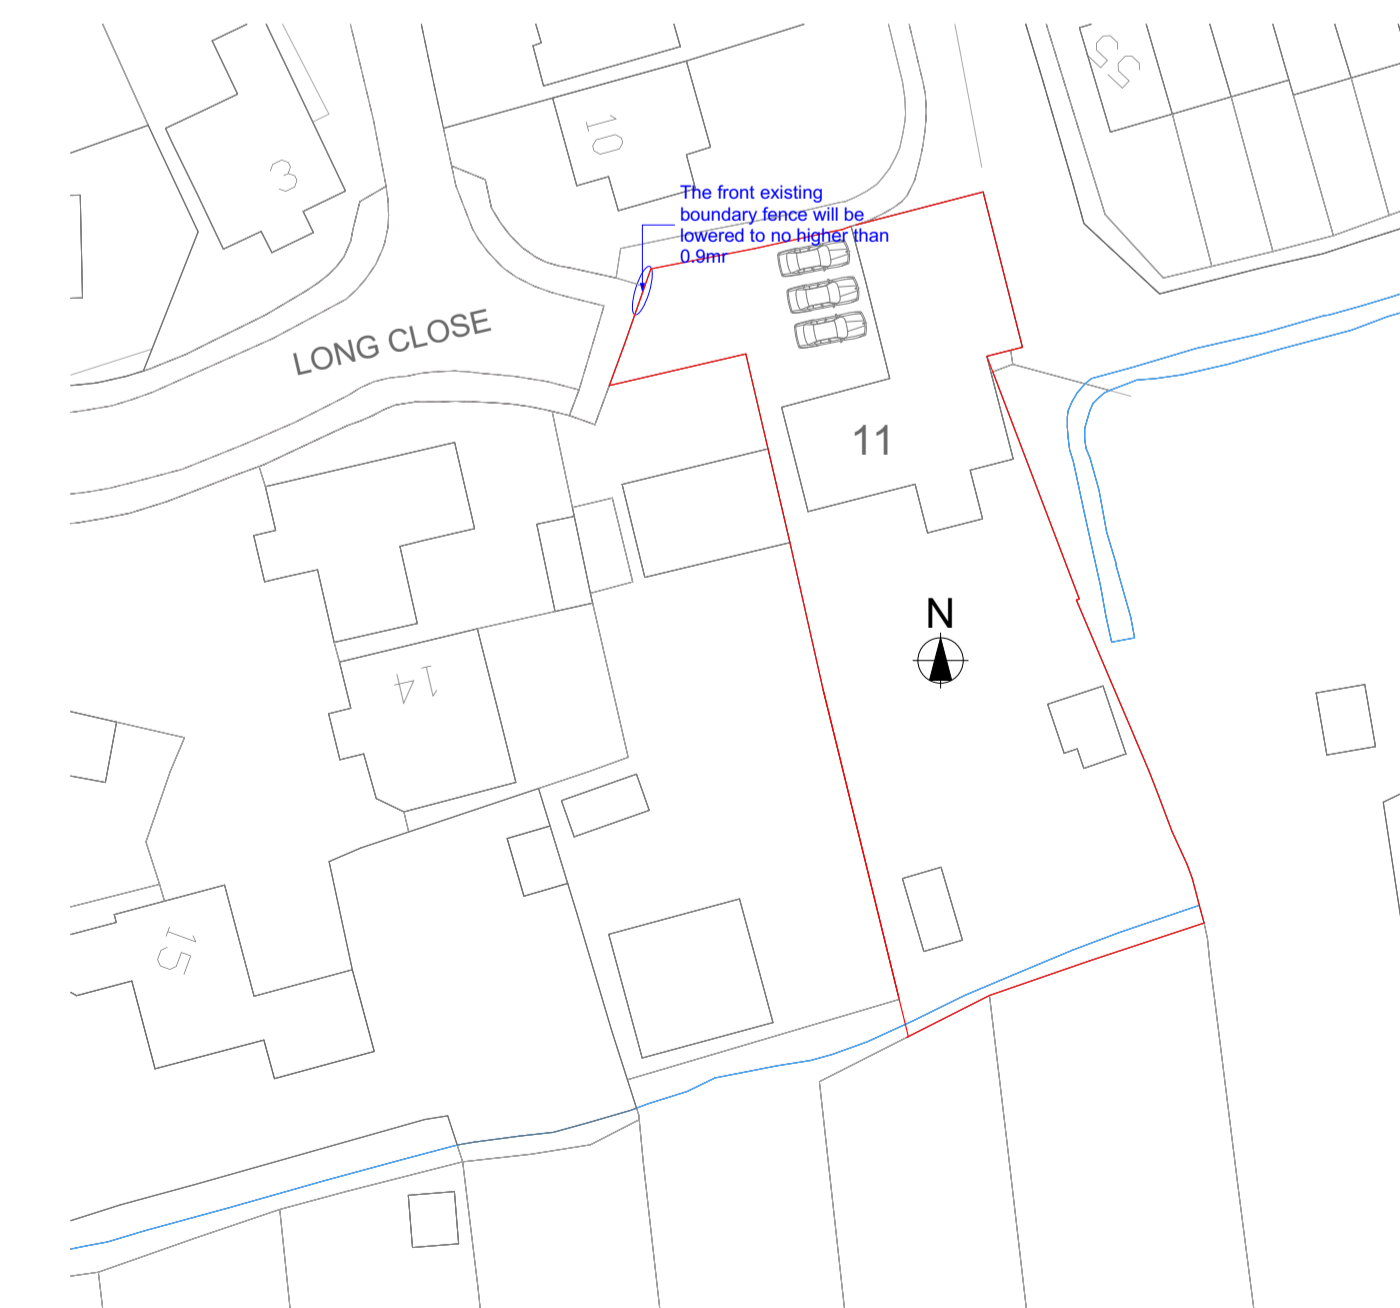 55
3
10
The front existing
boundary fence will be
lowered to no higher than
0.9mr
LONG CLOSE
11
N
14
15